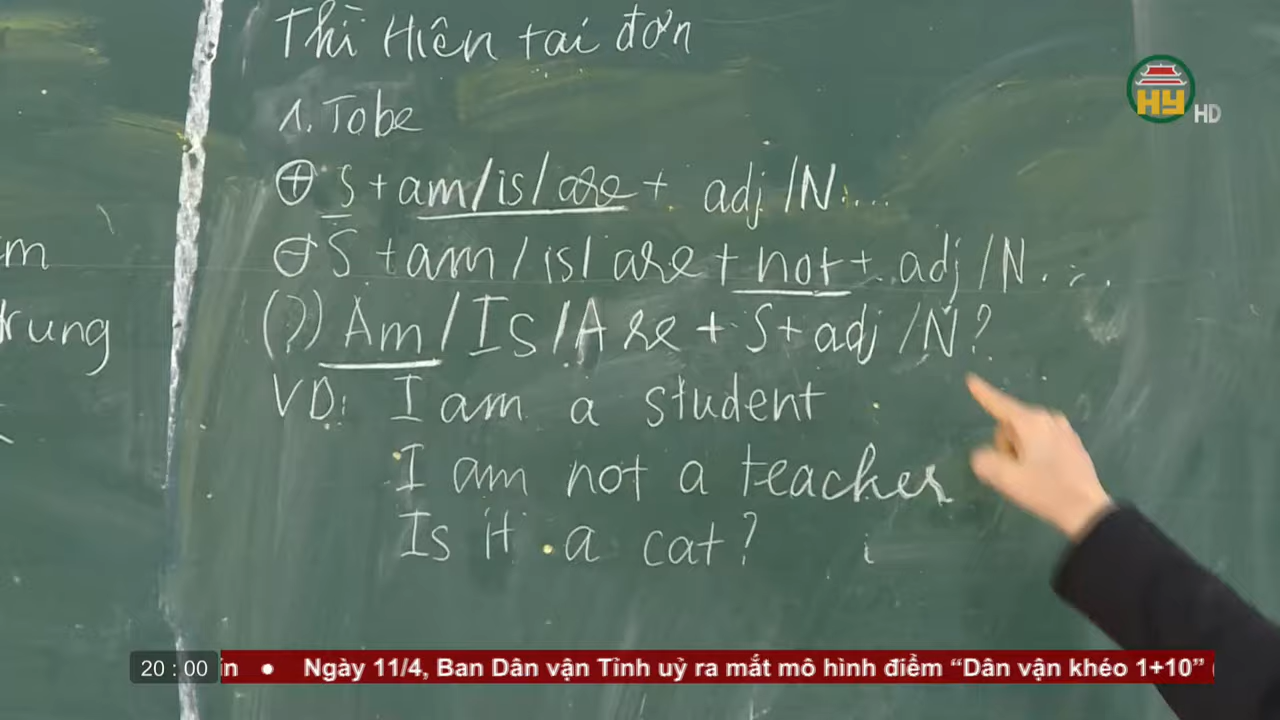 Thì Hiện tại đơn
1. Tobe
⊕ S + am/is/are + adj/N....
⊖ S + am/is/are + not + adj/N....
(?) Am/Is/Are + S + adj/N?
VD: I am a student
I am not a teacher
Is it a cat?
i
m
trung
HY HD
20 : 00
Ngày 11/4, Ban Dân vận Tỉnh uỷ ra mắt mô hình điểm “Dân vận khéo 1+10”